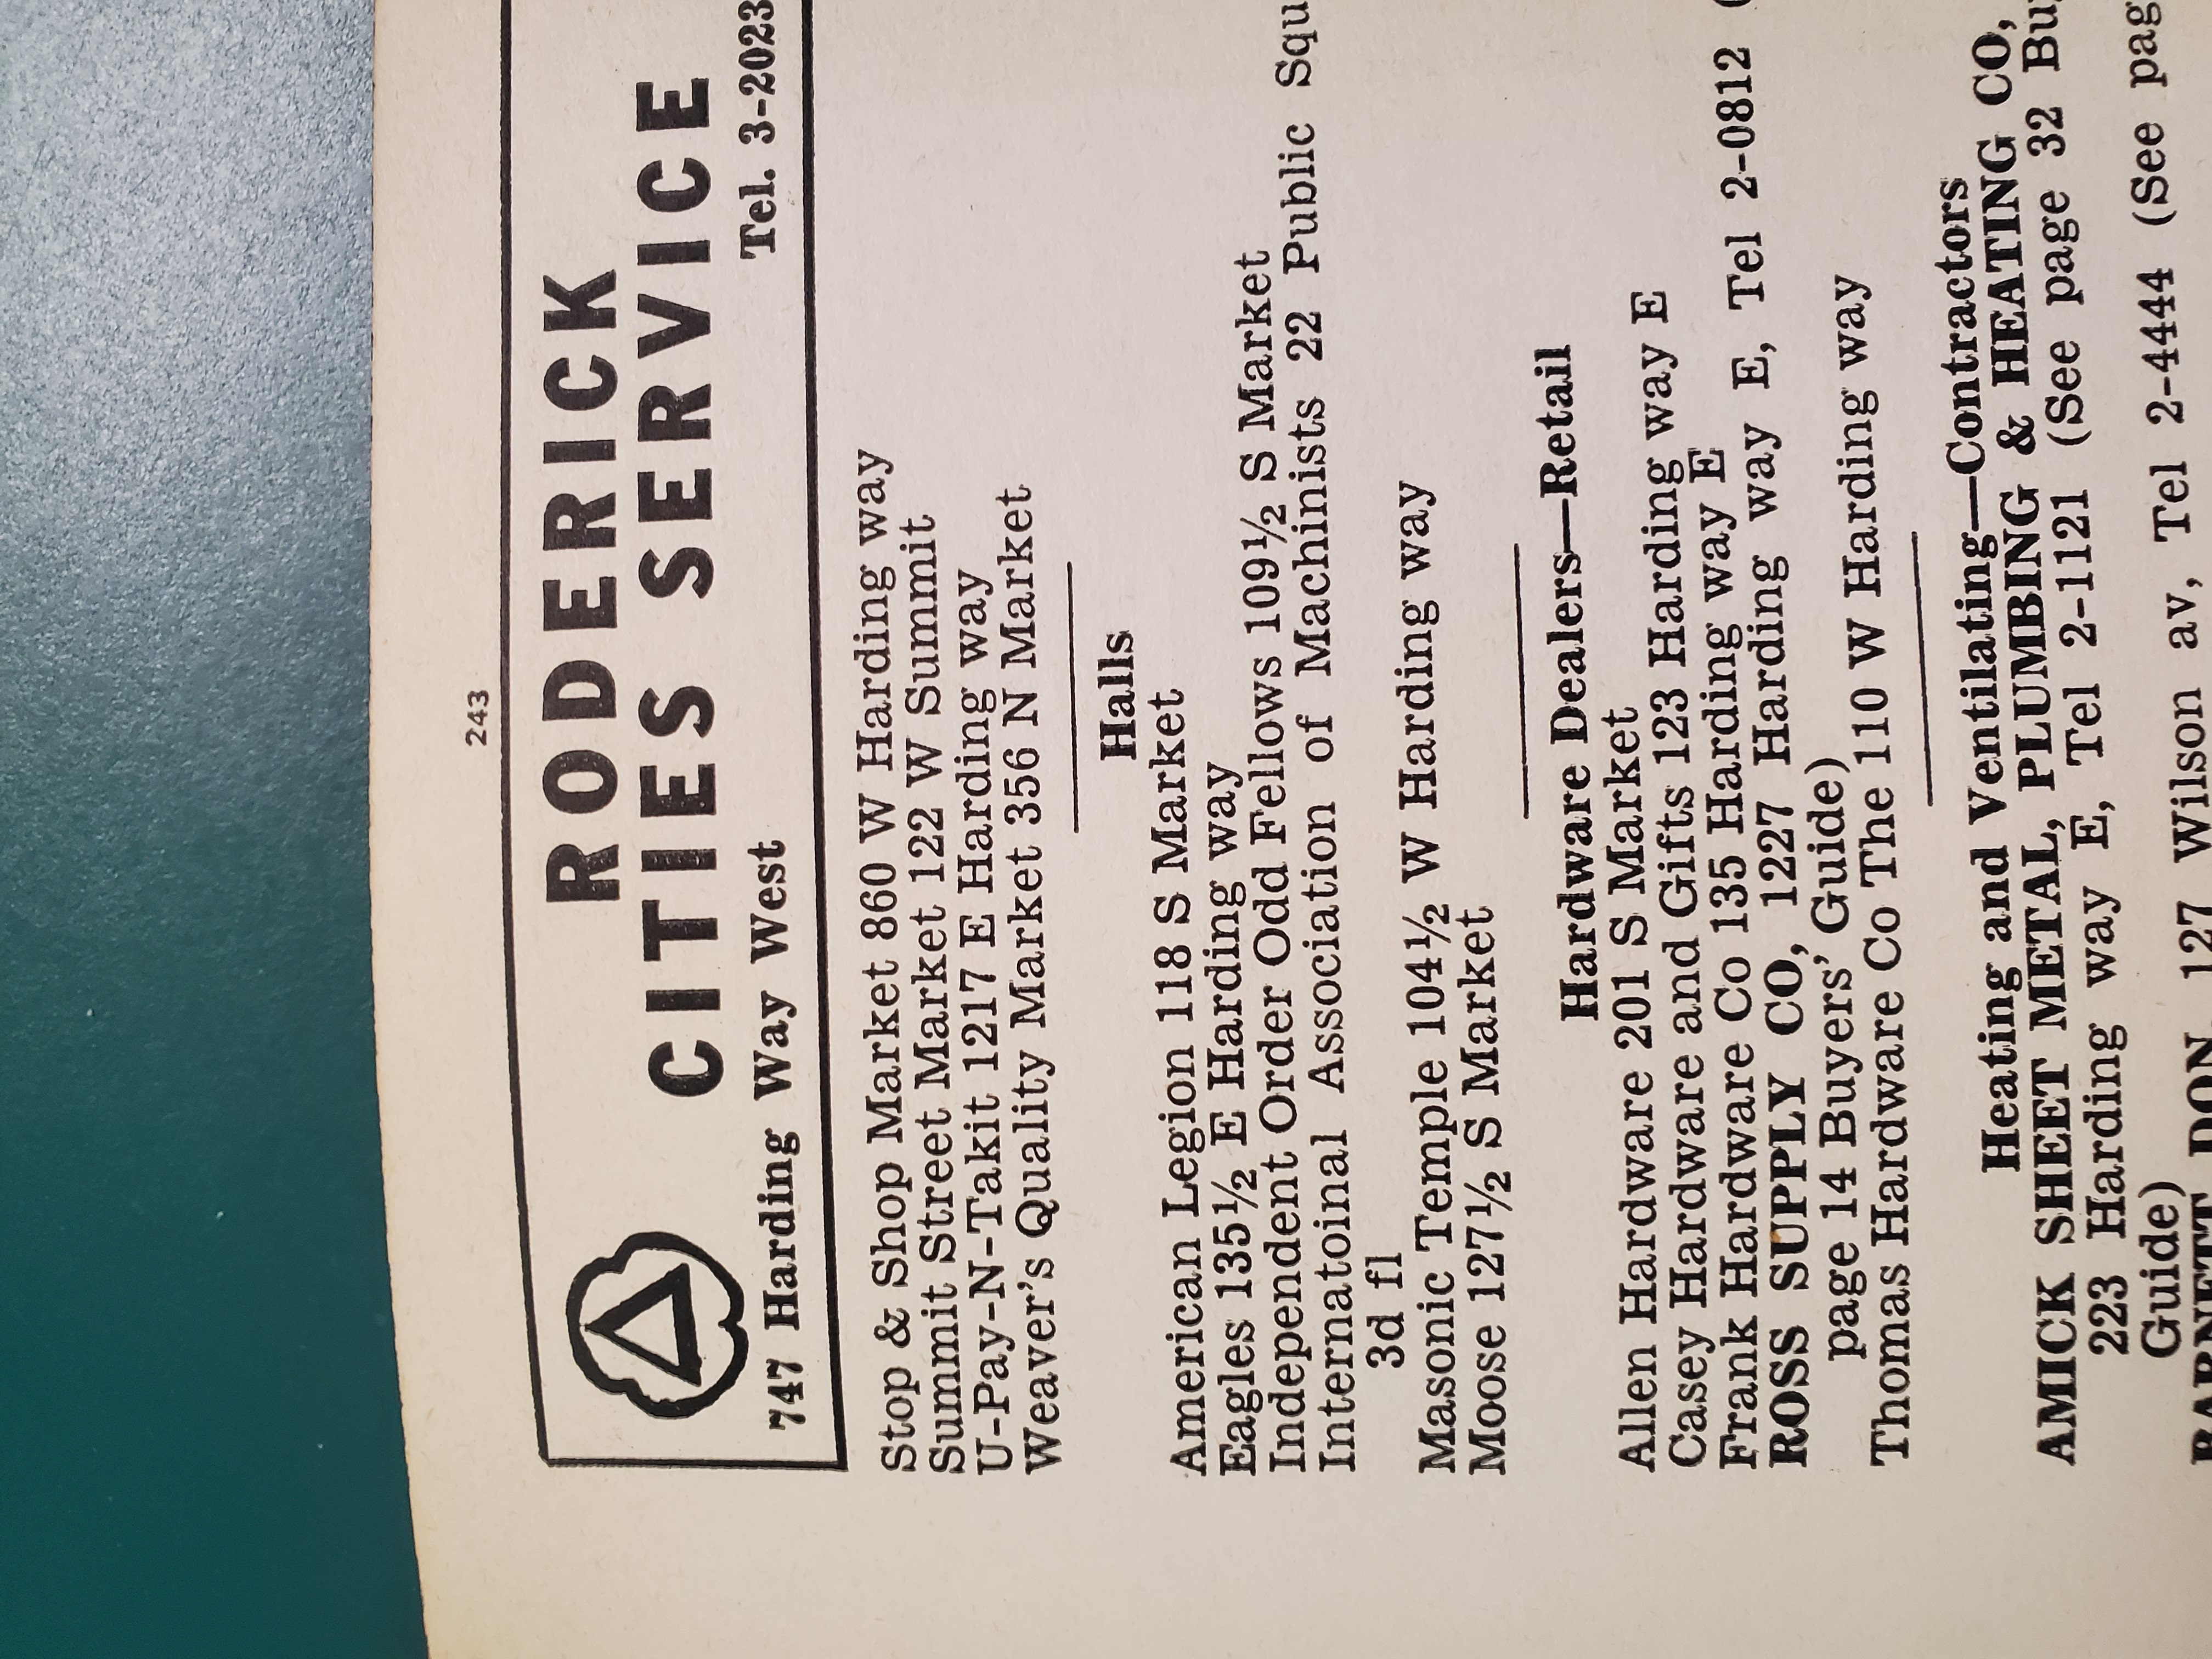 243
RODERICK
CITIES SERVICE
747 Harding Way West Tel. 3-2023
Stop & Shop Market 860 W Harding way
Summit Street Market 122 W Summit
U-Pay-N-Takit 1217 E Harding way
Weaver's Quality Market 356 N Market
Halls
American Legion 118 S Market
Eagles 135½ E Harding way
Independent Order Odd Fellows 109½ S Market
Internatoinal Association of Machinists 22 Public Squ
3d fl
Masonic Temple 104½ W Harding way
Moose 127½ S Market
Hardware Dealers—Retail
Allen Hardware 201 S Market
Casey Hardware and Gifts 123 Harding way E
Frank Hardware Co 135 Harding way E
ROSS SUPPLY CO, 1227 Harding way E, Tel 2-0812 (
page 14 Buyers' Guide)
Thomas Hardware Co The 110 W Harding way
Heating and Ventilating—Contractors
AMICK SHEET METAL, PLUMBING & HEATING CO,
223 Harding way E, Tel 2-1121 (See page 32 Buy
Guide)
BARNETT DON, 127 Wilson av, Tel 2-4444 (See pag